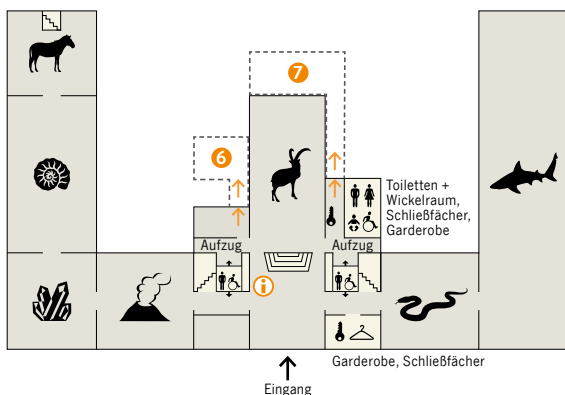 7
6
Toiletten +
Wickelraum,
Schließfächer,
Garderobe
Aufzug
Aufzug
i
Garderobe, Schließfächer
Eingang